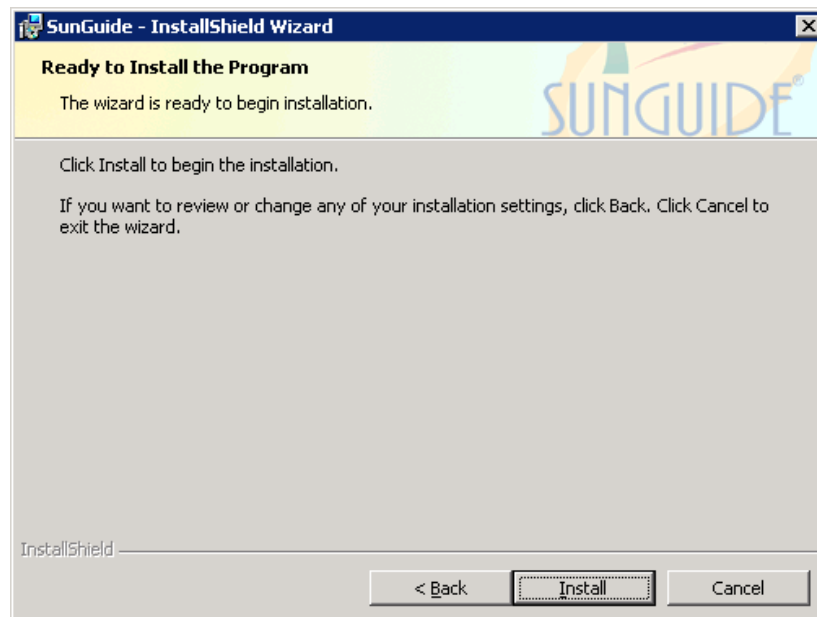 SunGuide - InstallShield Wizard
Ready to Install the Program
The wizard is ready to begin installation.
SUNGUIDE®
Click Install to begin the installation.
If you want to review or change any of your installation settings, click Back. Click Cancel to
exit the wizard.
InstallShield
< Back
Install
Cancel